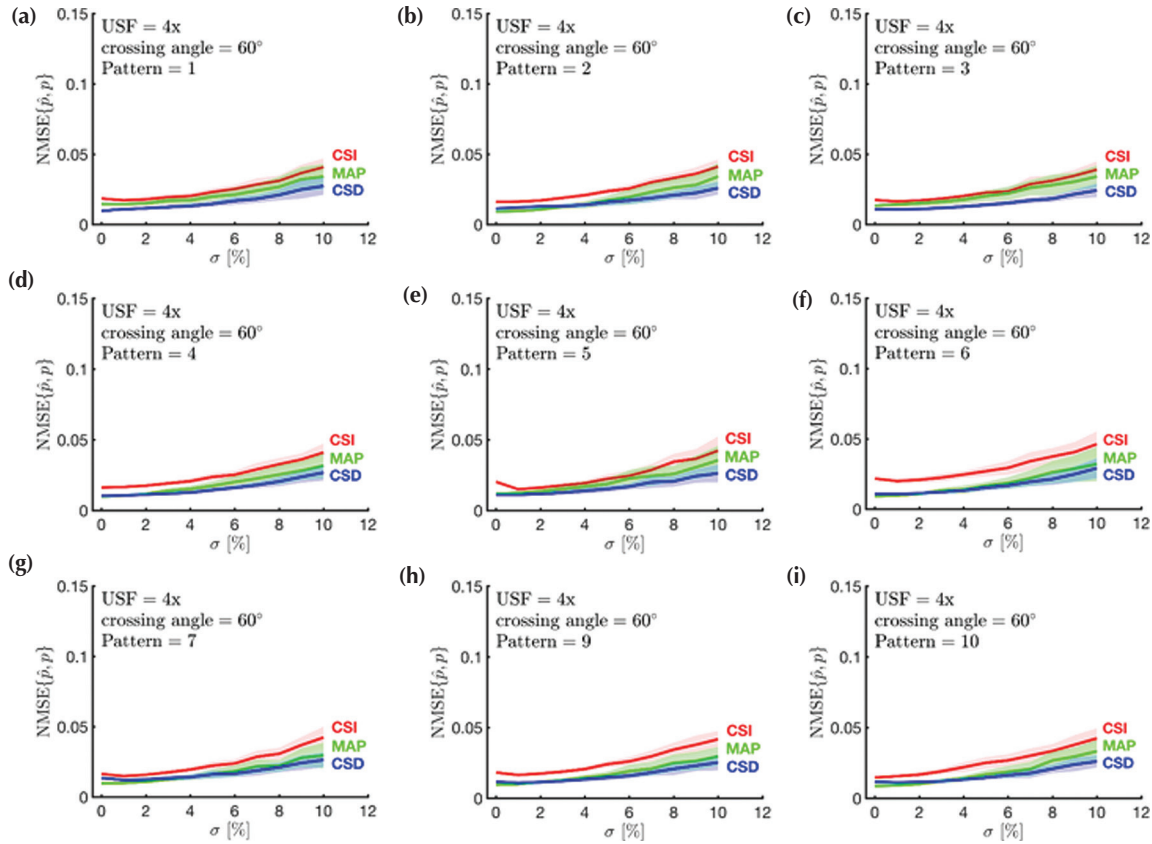 (a)
0.15
USF = 4x
crossing angle = 60°
Pattern = 1
0.1
NMSE{p̂, p}
0.05
CSI
MAP
CSD
0
0 2 4 6 8 10 12
σ [%]
(b)
0.15
USF = 4x
crossing angle = 60°
Pattern = 2
0.1
NMSE{p̂, p}
0.05
CSI
MAP
CSD
0
0 2 4 6 8 10 12
σ [%]
(c)
0.15
USF = 4x
crossing angle = 60°
Pattern = 3
0.1
NMSE{p̂, p}
0.05
CSI
MAP
CSD
0
0 2 4 6 8 10 12
σ [%]
(d)
0.15
USF = 4x
crossing angle = 60°
Pattern = 4
0.1
NMSE{p̂, p}
0.05
CSI
MAP
CSD
0
0 2 4 6 8 10 12
σ [%]
(e)
0.15
USF = 4x
crossing angle = 60°
Pattern = 5
0.1
NMSE{p̂, p}
0.05
CSI
MAP
CSD
0
0 2 4 6 8 10 12
σ [%]
(f)
0.15
USF = 4x
crossing angle = 60°
Pattern = 6
0.1
NMSE{p̂, p}
0.05
CSI
MAP
CSD
0
0 2 4 6 8 10 12
σ [%]
(g)
0.15
USF = 4x
crossing angle = 60°
Pattern = 7
0.1
NMSE{p̂, p}
0.05
CSI
MAP
CSD
0
0 2 4 6 8 10 12
σ [%]
(h)
0.15
USF = 4x
crossing angle = 60°
Pattern = 9
0.1
NMSE{p̂, p}
0.05
CSI
MAP
CSD
0
0 2 4 6 8 10 12
σ [%]
(i)
0.15
USF = 4x
crossing angle = 60°
Pattern = 10
0.1
NMSE{p̂, p}
0.05
CSI
MAP
CSD
0
0 2 4 6 8 10 12
σ [%]